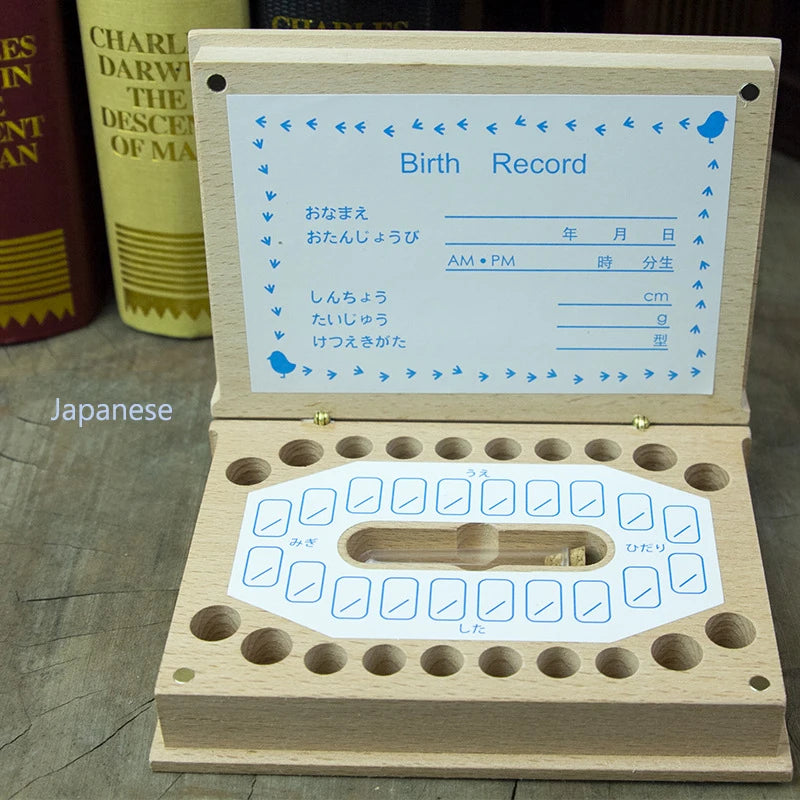 CHARLES
DARWIN
THE
DESCENT
OF MAN
CHARLES
Birth Record
おなまえ
おたんじょうび 年 月 日
AM・PM 時 分生
しんちょう cm
たいじゅう g
けつえきがた 型
Japanese
うえ
みぎ ひだり
した